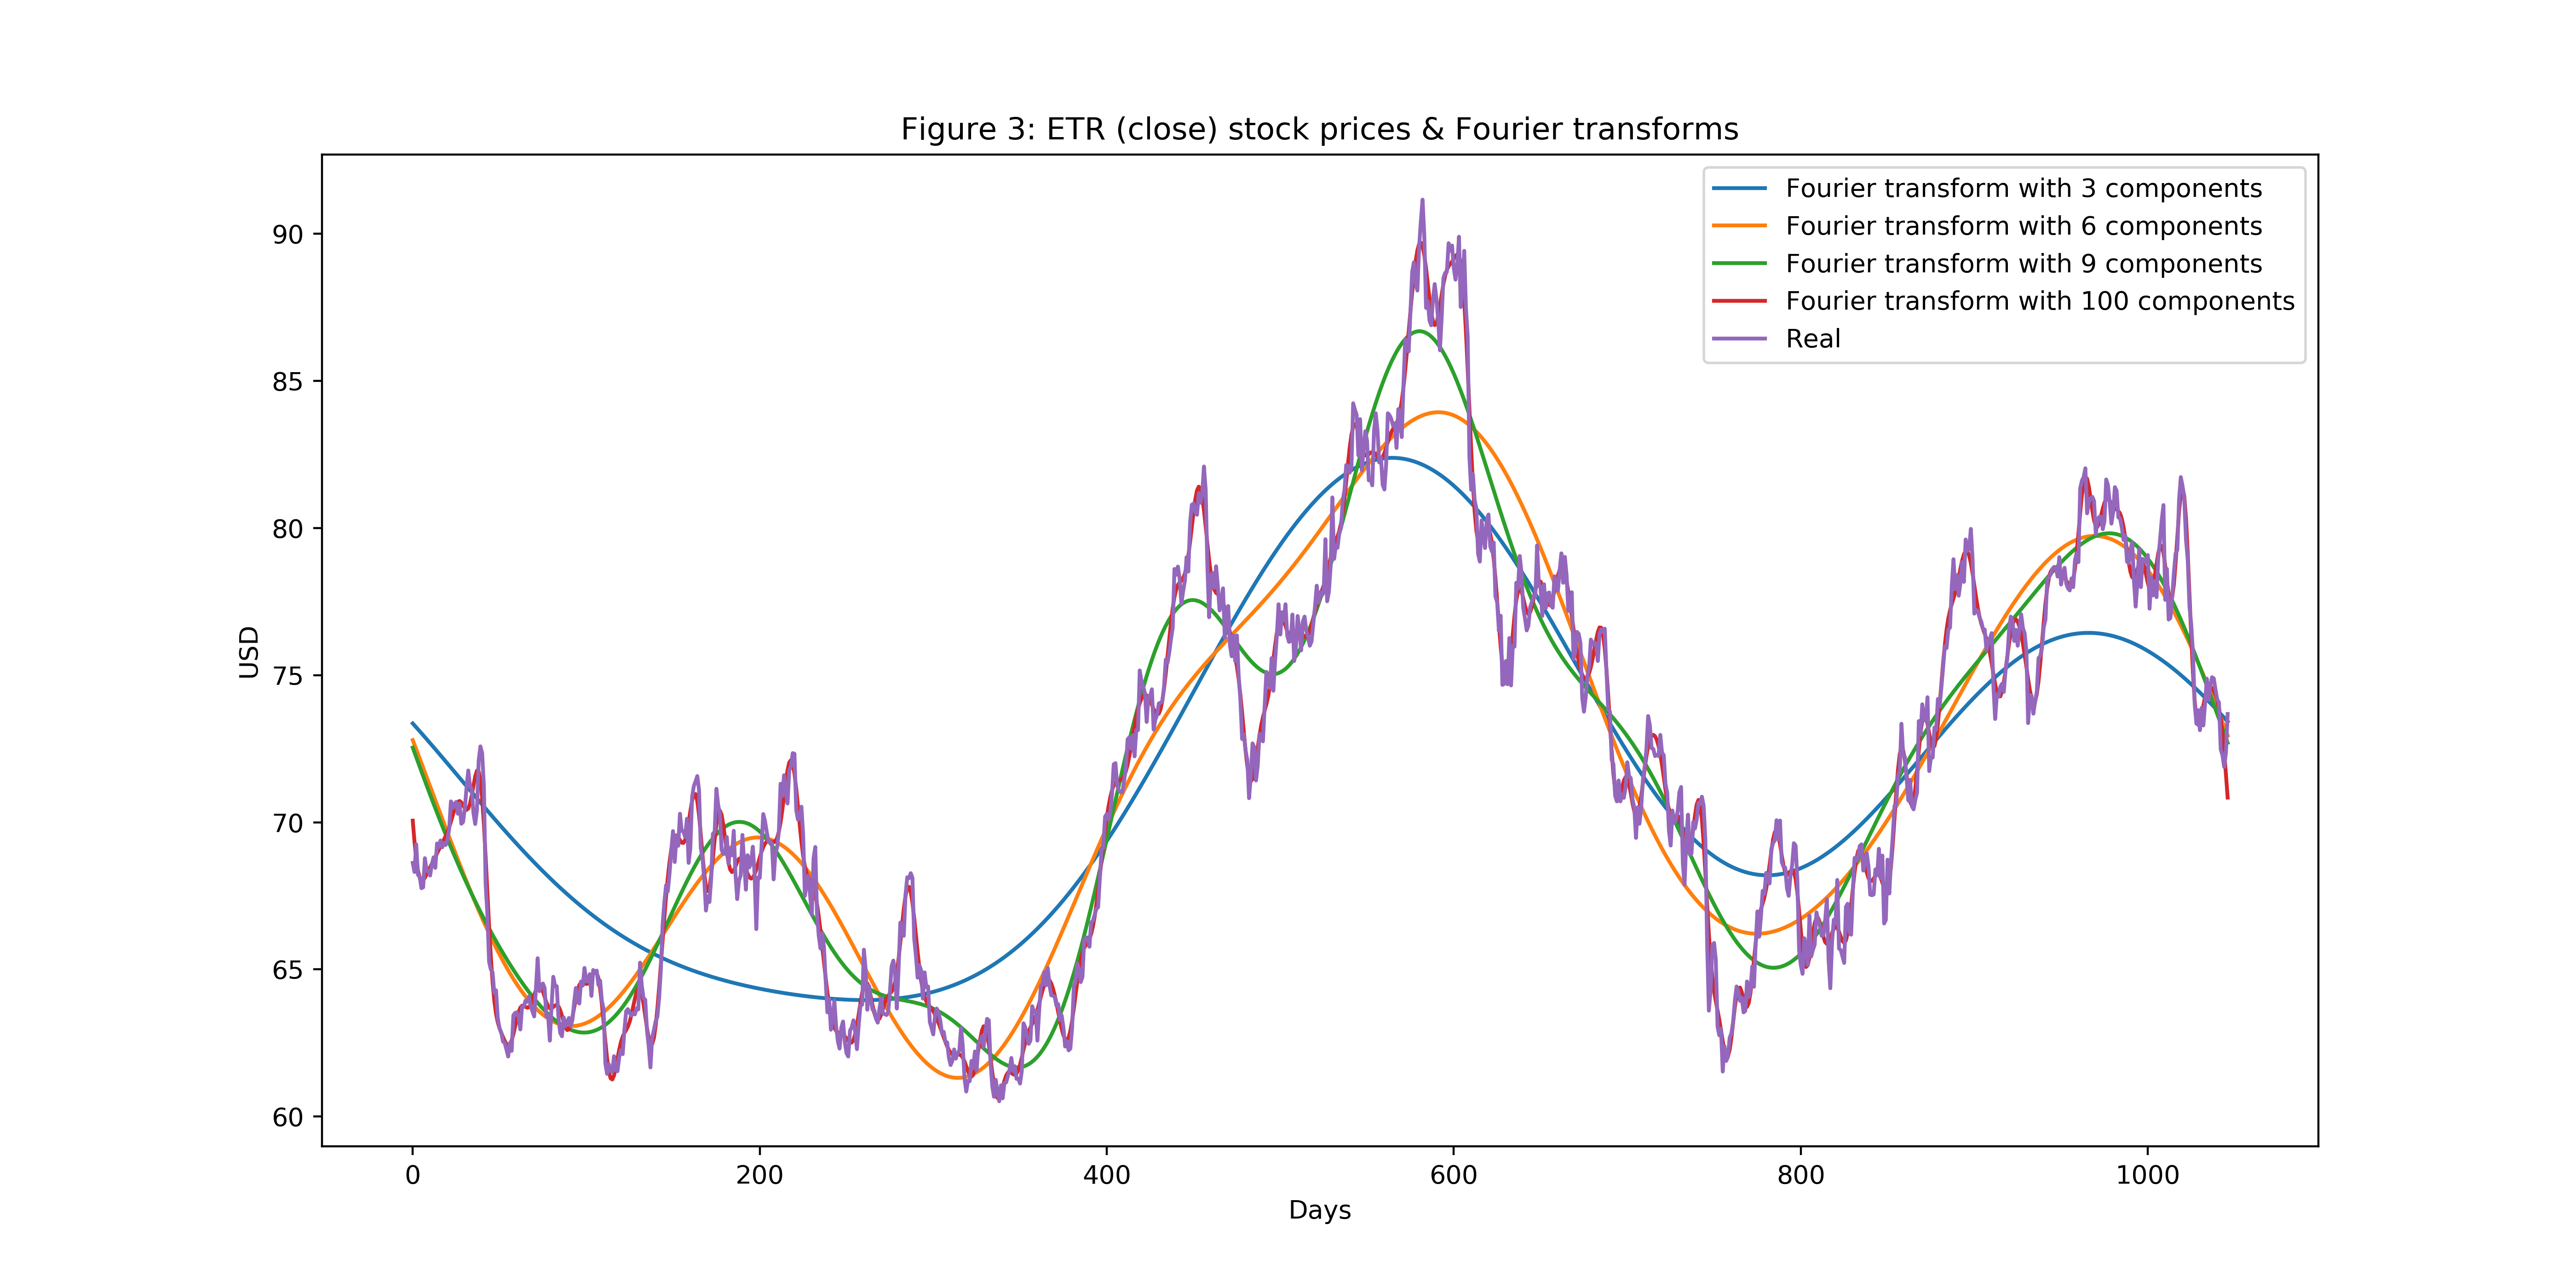 Figure 3: ETR (close) stock prices & Fourier transforms
Fourier transform with 3 components
Fourier transform with 6 components
Fourier transform with 9 components
Fourier transform with 100 components
Real
90
85
80
75
70
65
60
USD
0 200 400 600 800 1000
Days